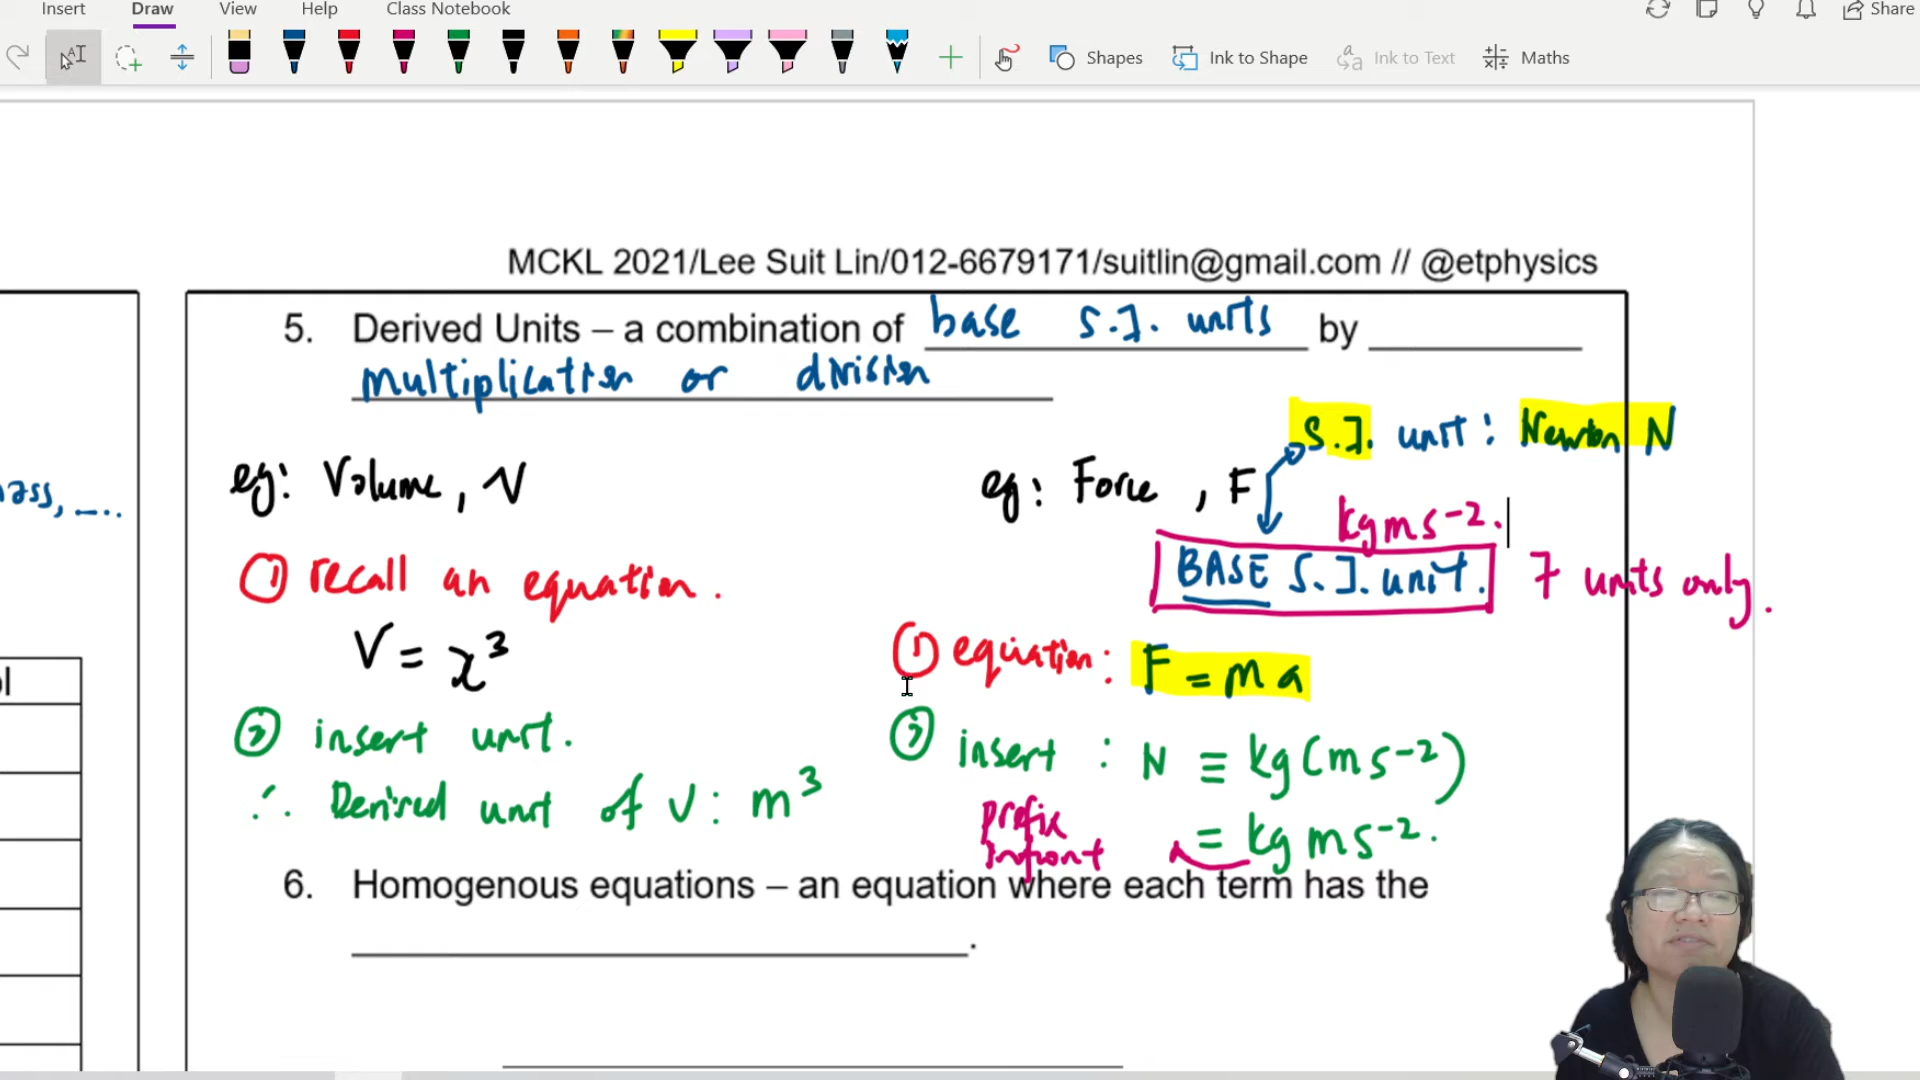 Insert Draw View Help Class Notebook Share
Shapes Ink to Shape Ink to Text Maths
MCKL 2021/Lee Suit Lin/012-6679171/suitlin@gmail.com // @etphysics
5. Derived Units – a combination of base S.I. units by
multiplication or division
S.I. unit : Newton N
ass, ....
eg: Volume, V
eg: Force, F
kg m s⁻².
BASE S.I. unit. 7 units only.
① recall an equation.
V = x³
① equation: F = m a
② insert unit.
② insert : N ≡ kg (m s⁻²)
∴ Derived unit of V: m³
prefix
infront
= kg m s⁻².
6. Homogenous equations – an equation where each term has the